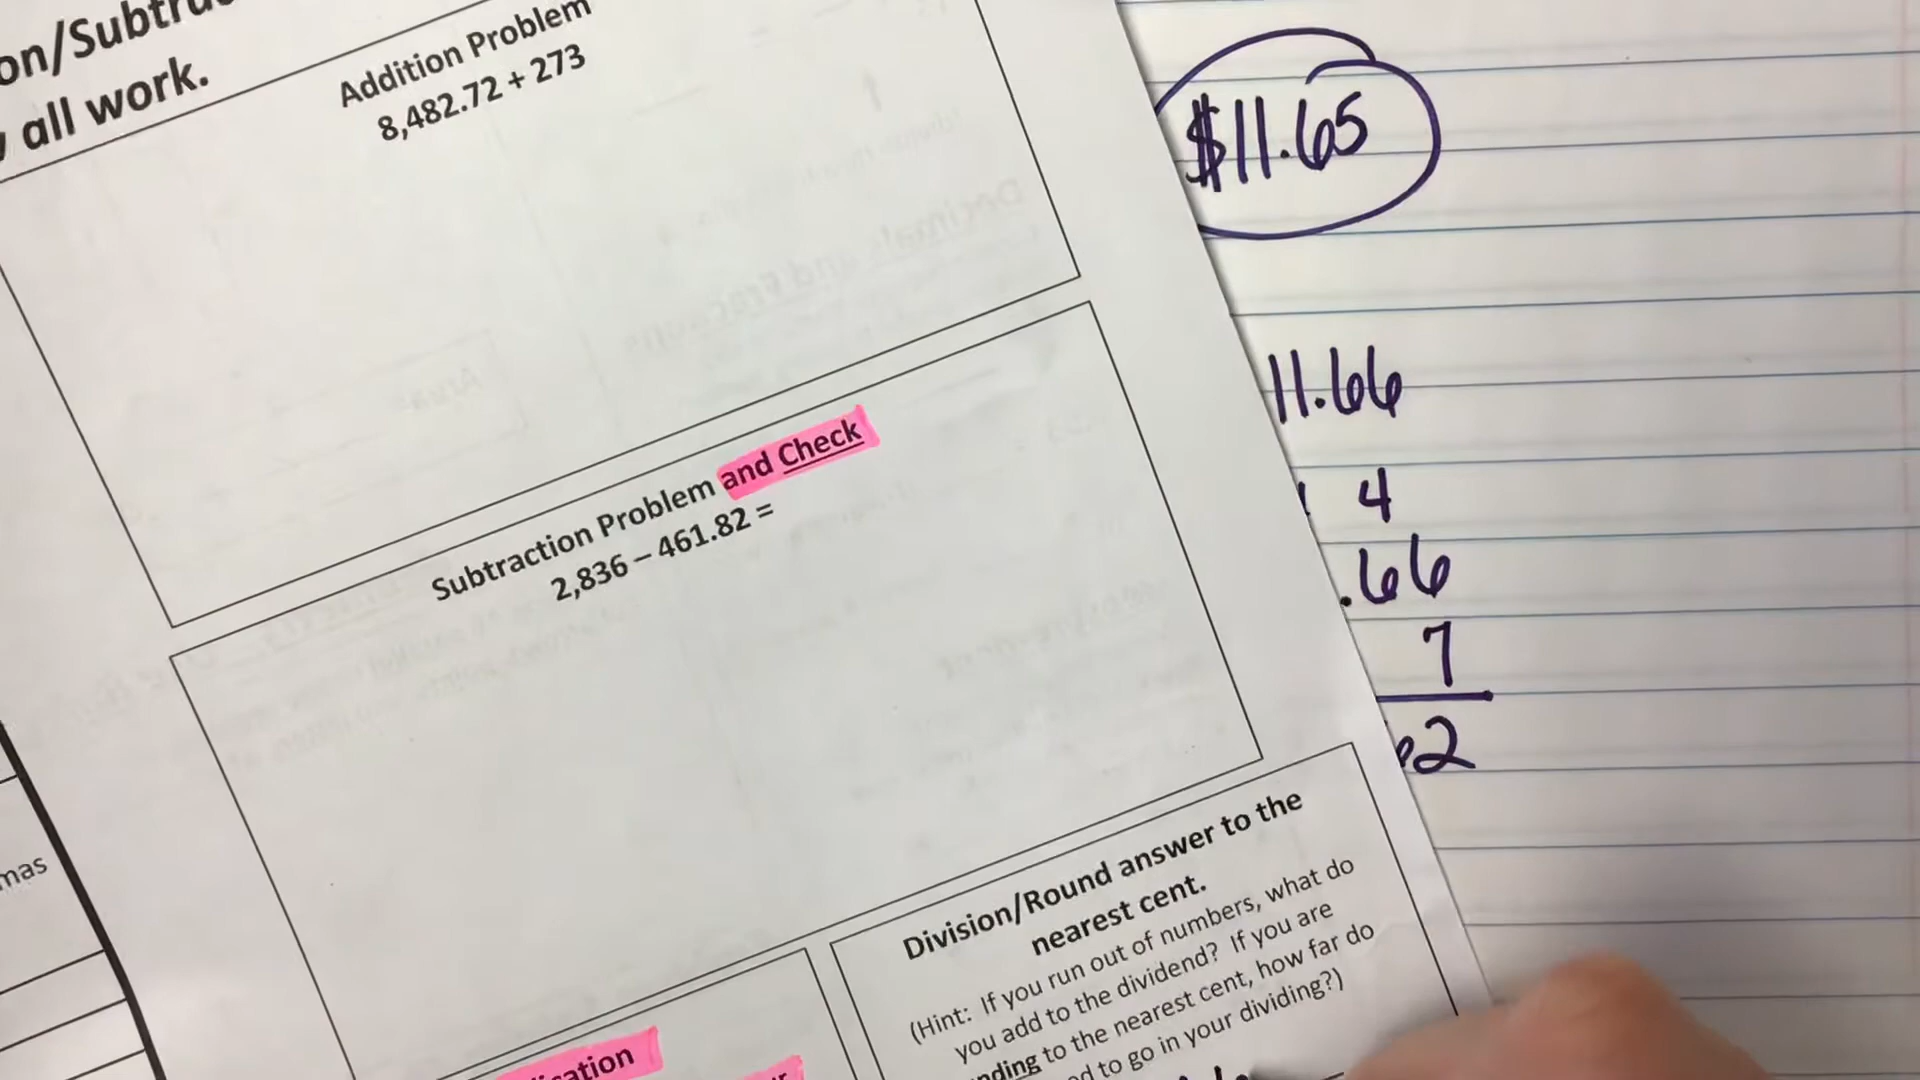 all work.
Addition Problem
8,482.72 + 273
Subtraction Problem and Check
2,836 – 461.82 =
Division/Round answer to the
nearest cent.
(Hint: If you run out of numbers, what do
you add to the dividend? If you are
to the nearest cent, how far do
to go in your dividing?)
$11.65
11.66
4
.66
7
2